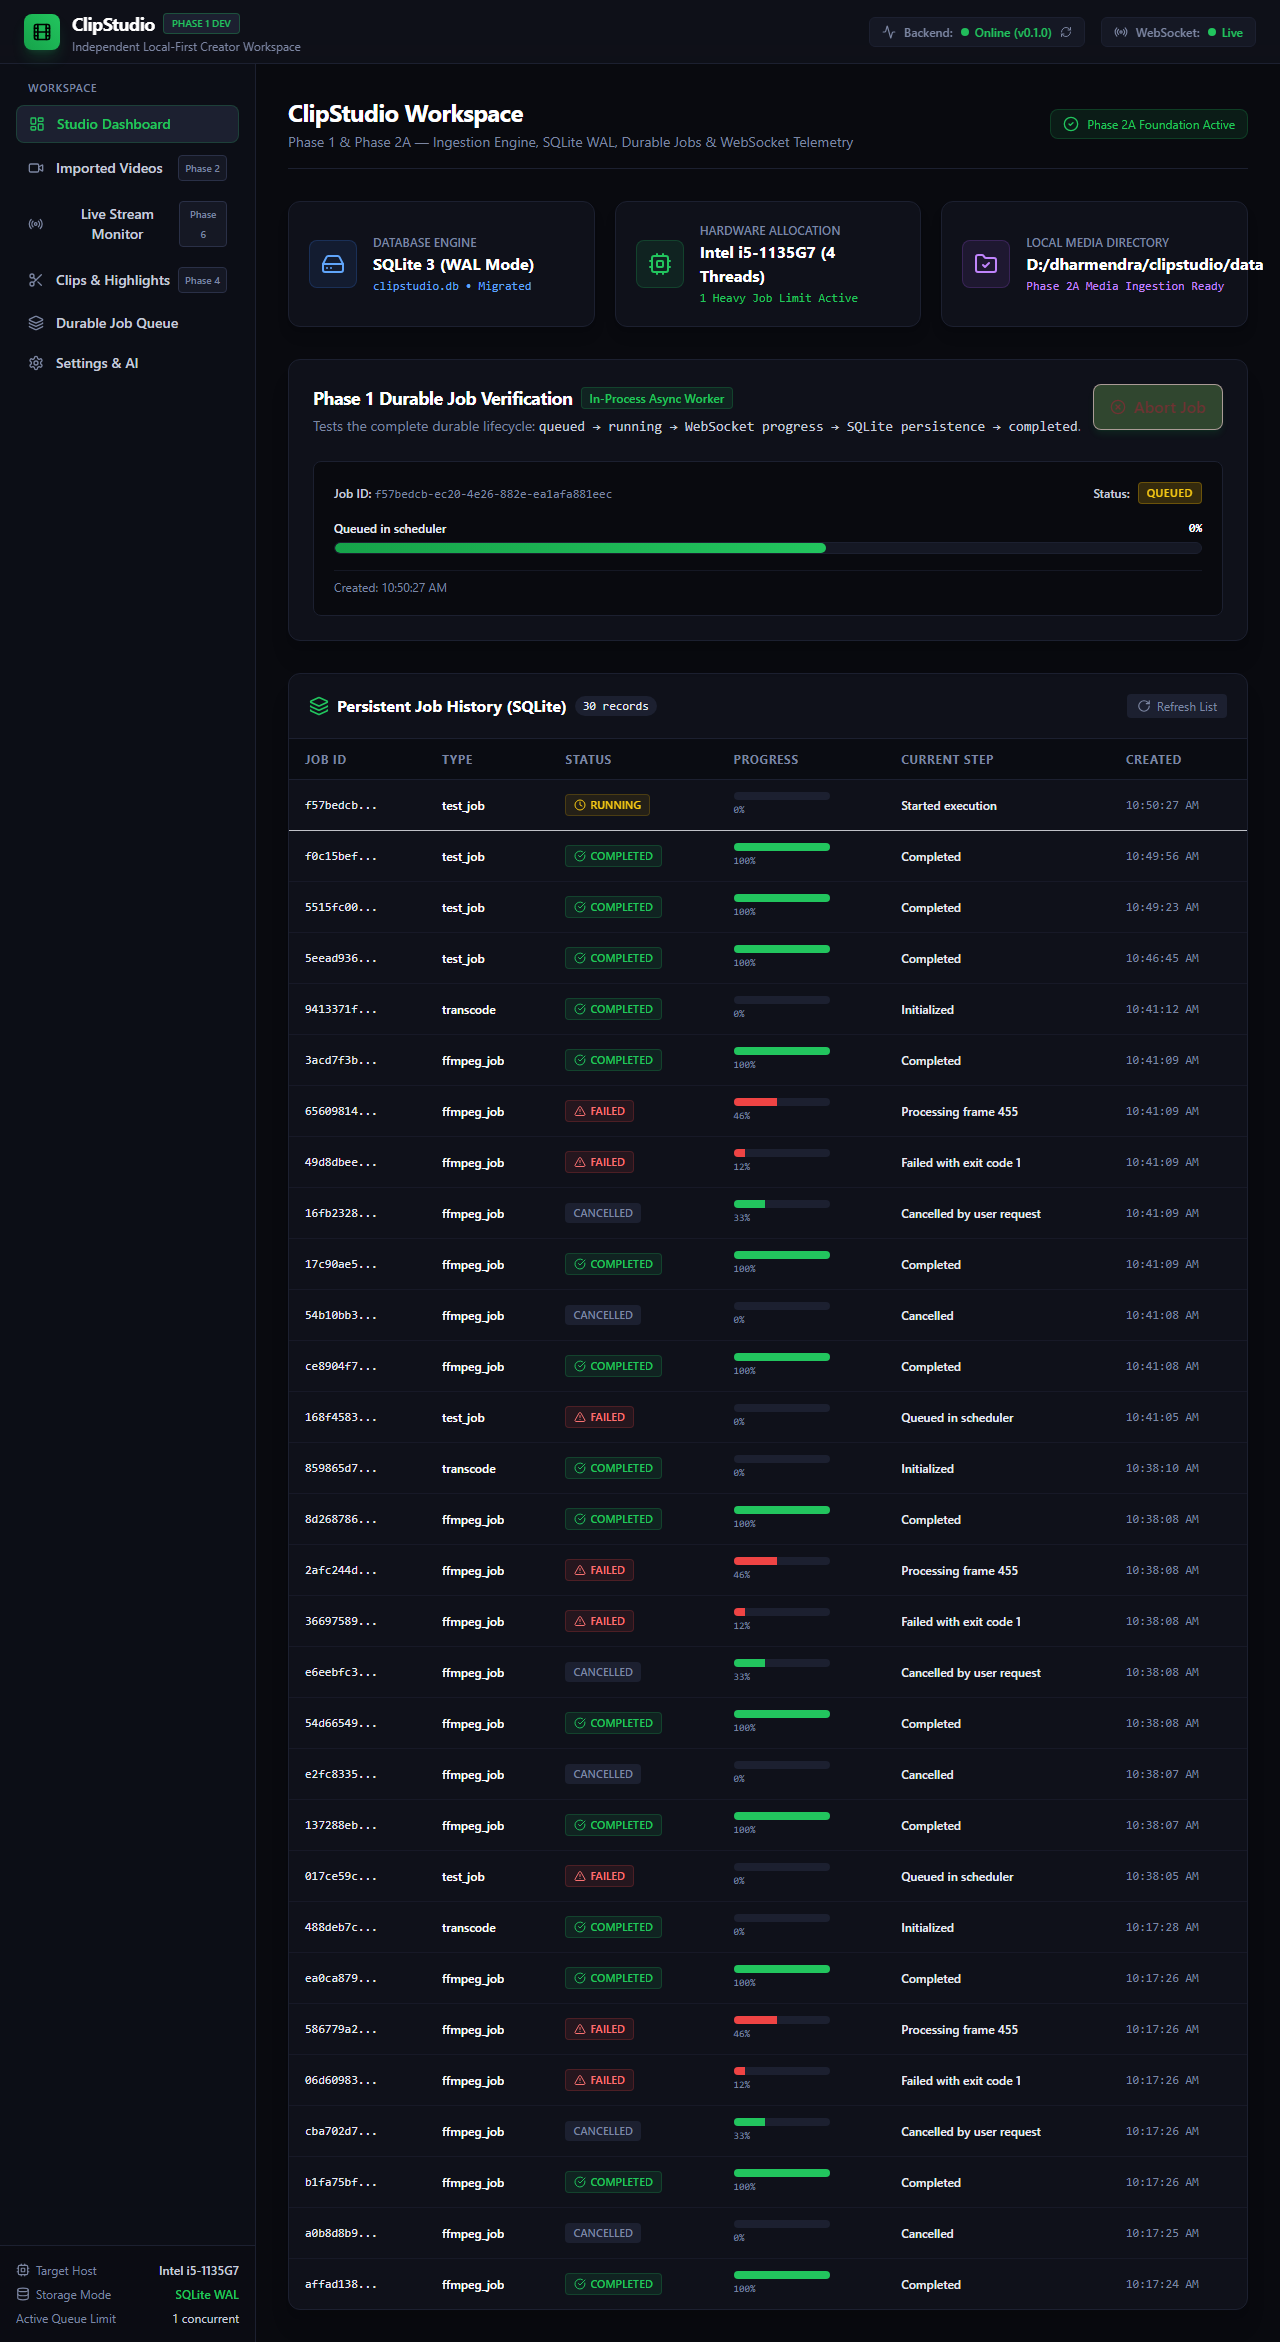 ClipStudio PHASE 1 DEV
Independent Local-First Creator Workspace
Backend: Online (v0.1.0)
WebSocket: Live
WORKSPACE
Studio Dashboard
Imported Videos Phase 2
Live Stream Monitor Phase 6
Clips & Highlights Phase 4
Durable Job Queue
Settings & AI
ClipStudio Workspace
Phase 1 & Phase 2A — Ingestion Engine, SQLite WAL, Durable Jobs & WebSocket Telemetry
Phase 2A Foundation Active
DATABASE ENGINE
SQLite 3 (WAL Mode)
clipstudio.db • Migrated
HARDWARE ALLOCATION
Intel i5-1135G7 (4
Threads)
1 Heavy Job Limit Active
LOCAL MEDIA DIRECTORY
D:/dharmendra/clipstudio/data
Phase 2A Media Ingestion Ready
Phase 1 Durable Job Verification In-Process Async Worker
Tests the complete durable lifecycle: queued → running → WebSocket progress → SQLite persistence → completed.
Abort Job
Job ID: f57bedcb-ec20-4e26-882e-ea1afa881eec
Status: QUEUED
Queued in scheduler 0%
Created: 10:50:27 AM
Persistent Job History (SQLite) 30 records
Refresh List
JOB ID TYPE STATUS PROGRESS CURRENT STEP CREATED
f57bedcb... test_job RUNNING 0% Started execution 10:50:27 AM
f0c15bef... test_job COMPLETED 100% Completed 10:49:56 AM
5515fc00... test_job COMPLETED 100% Completed 10:49:23 AM
5eead936... test_job COMPLETED 100% Completed 10:46:45 AM
9413371f... transcode COMPLETED 0% Initialized 10:41:12 AM
3acd7f3b... ffmpeg_job COMPLETED 100% Completed 10:41:09 AM
65609814... ffmpeg_job FAILED 46% Processing frame 455 10:41:09 AM
49d8dbee... ffmpeg_job FAILED 12% Failed with exit code 1 10:41:09 AM
16fb2328... ffmpeg_job CANCELLED 33% Cancelled by user request 10:41:09 AM
17c90ae5... ffmpeg_job COMPLETED 100% Completed 10:41:09 AM
54b10bb3... ffmpeg_job CANCELLED 0% Cancelled 10:41:08 AM
ce8904f7... ffmpeg_job COMPLETED 100% Completed 10:41:08 AM
168f4583... test_job FAILED 0% Queued in scheduler 10:41:05 AM
859865d7... transcode COMPLETED 0% Initialized 10:38:10 AM
8d268786... ffmpeg_job COMPLETED 100% Completed 10:38:08 AM
2afc244d... ffmpeg_job FAILED 46% Processing frame 455 10:38:08 AM
36697589... ffmpeg_job FAILED 12% Failed with exit code 1 10:38:08 AM
e6eebfc3... ffmpeg_job CANCELLED 33% Cancelled by user request 10:38:08 AM
54d66549... ffmpeg_job COMPLETED 100% Completed 10:38:08 AM
e2fc8335... ffmpeg_job CANCELLED 0% Cancelled 10:38:07 AM
137288eb... ffmpeg_job COMPLETED 100% Completed 10:38:07 AM
017ce59c... test_job FAILED 0% Queued in scheduler 10:38:05 AM
488deb7c... transcode COMPLETED 0% Initialized 10:17:28 AM
ea0ca879... ffmpeg_job COMPLETED 100% Completed 10:17:26 AM
586779a2... ffmpeg_job FAILED 46% Processing frame 455 10:17:26 AM
06d60983... ffmpeg_job FAILED 12% Failed with exit code 1 10:17:26 AM
cba702d7... ffmpeg_job CANCELLED 33% Cancelled by user request 10:17:26 AM
b1fa75bf... ffmpeg_job COMPLETED 100% Completed 10:17:26 AM
a0b8d8b9... ffmpeg_job CANCELLED 0% Cancelled 10:17:25 AM
affad138... ffmpeg_job COMPLETED 100% Completed 10:17:24 AM
Target Host Intel i5-1135G7
Storage Mode SQLite WAL
Active Queue Limit 1 concurrent